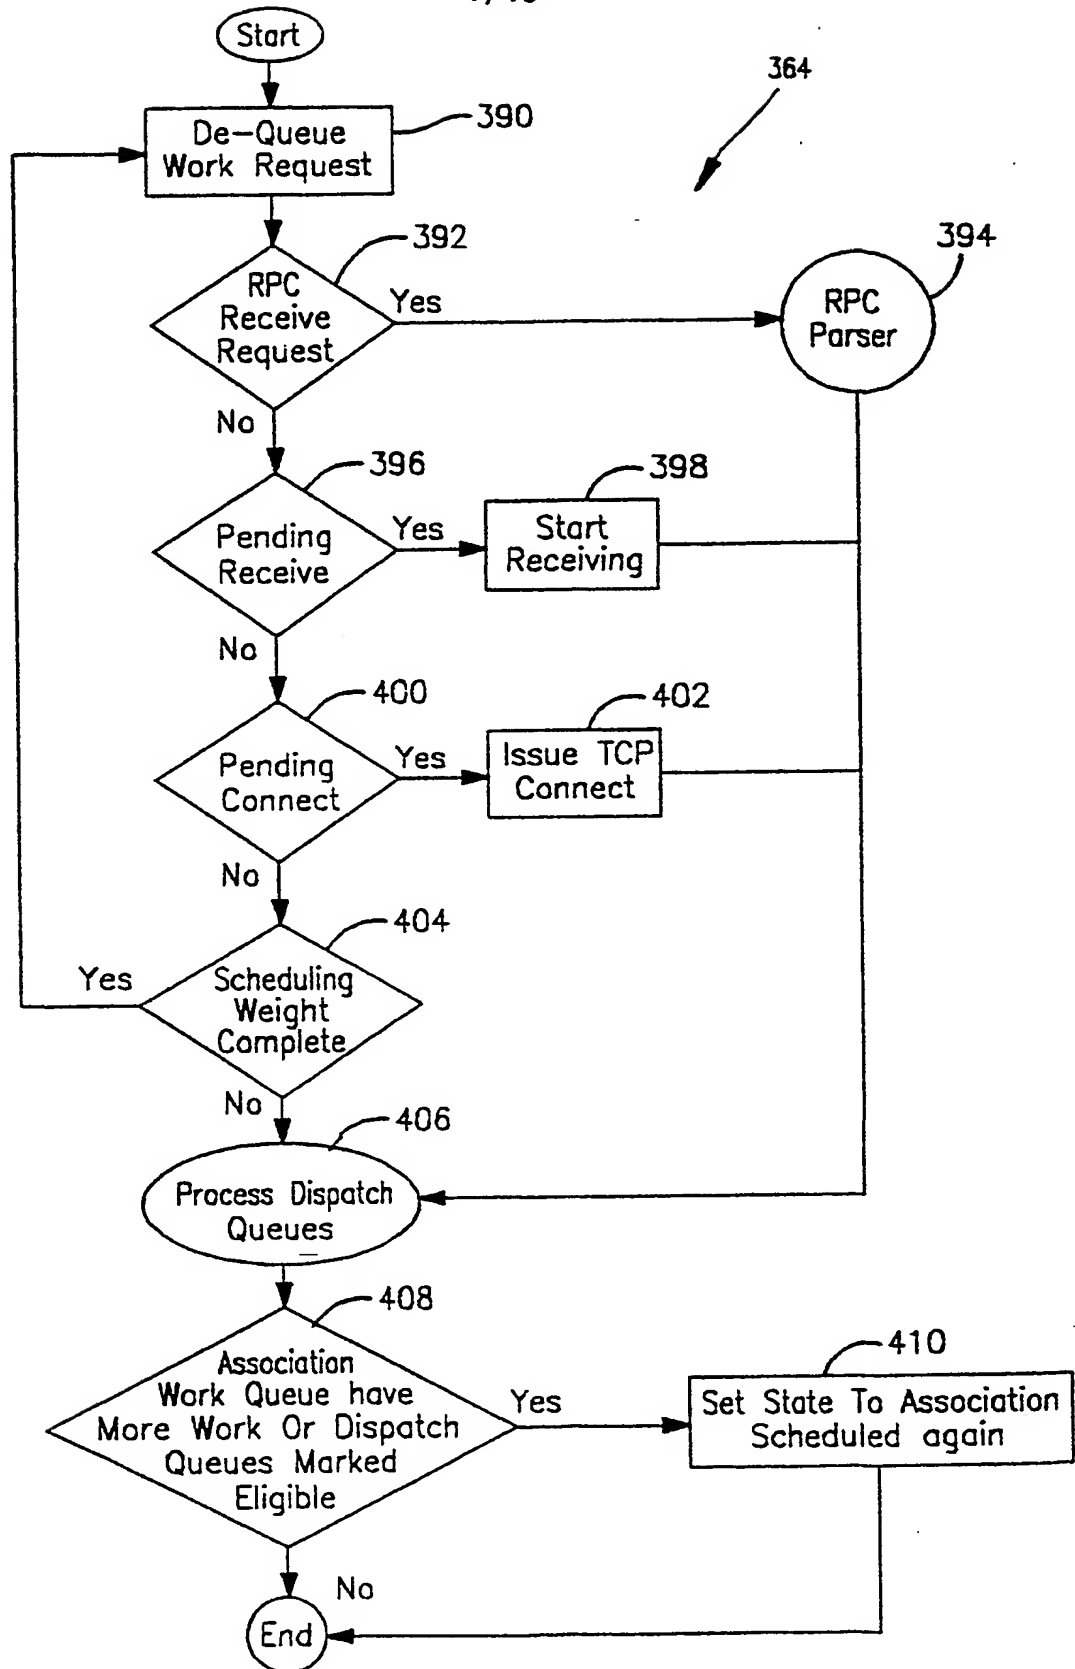 Start
364
De-Queue
Work Request
390
392
RPC
Receive
Request
Yes
394
RPC
Parser
No
396
Pending
Receive
Yes
398
Start
Receiving
No
400
Pending
Connect
Yes
402
Issue TCP
Connect
No
404
Scheduling
Weight
Complete
Yes
No
406
Process Dispatch
Queues
408
Association
Work Queue have
More Work Or Dispatch
Queues Marked
Eligible
Yes
410
Set State To Association
Scheduled again
No
End